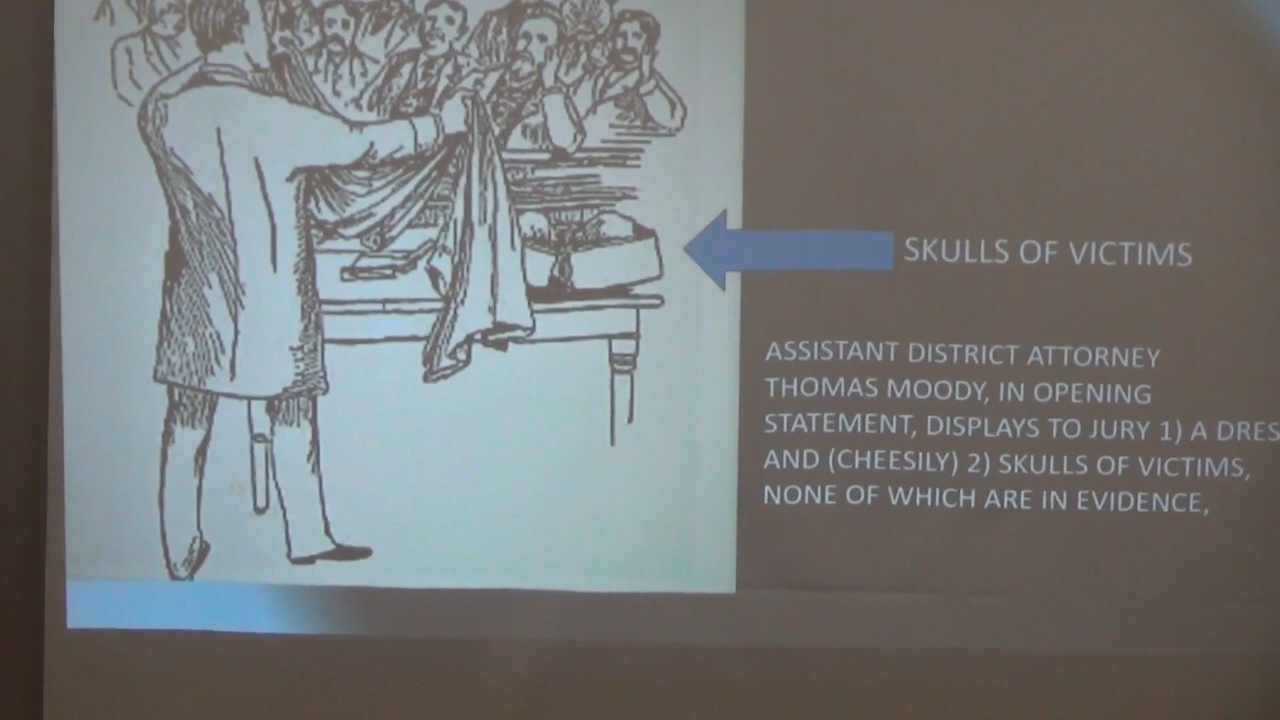 SKULLS OF VICTIMS
ASSISTANT DISTRICT ATTORNEY
THOMAS MOODY, IN OPENING
STATEMENT, DISPLAYS TO JURY 1) A DRES
AND (CHEESILY) 2) SKULLS OF VICTIMS,
NONE OF WHICH ARE IN EVIDENCE,